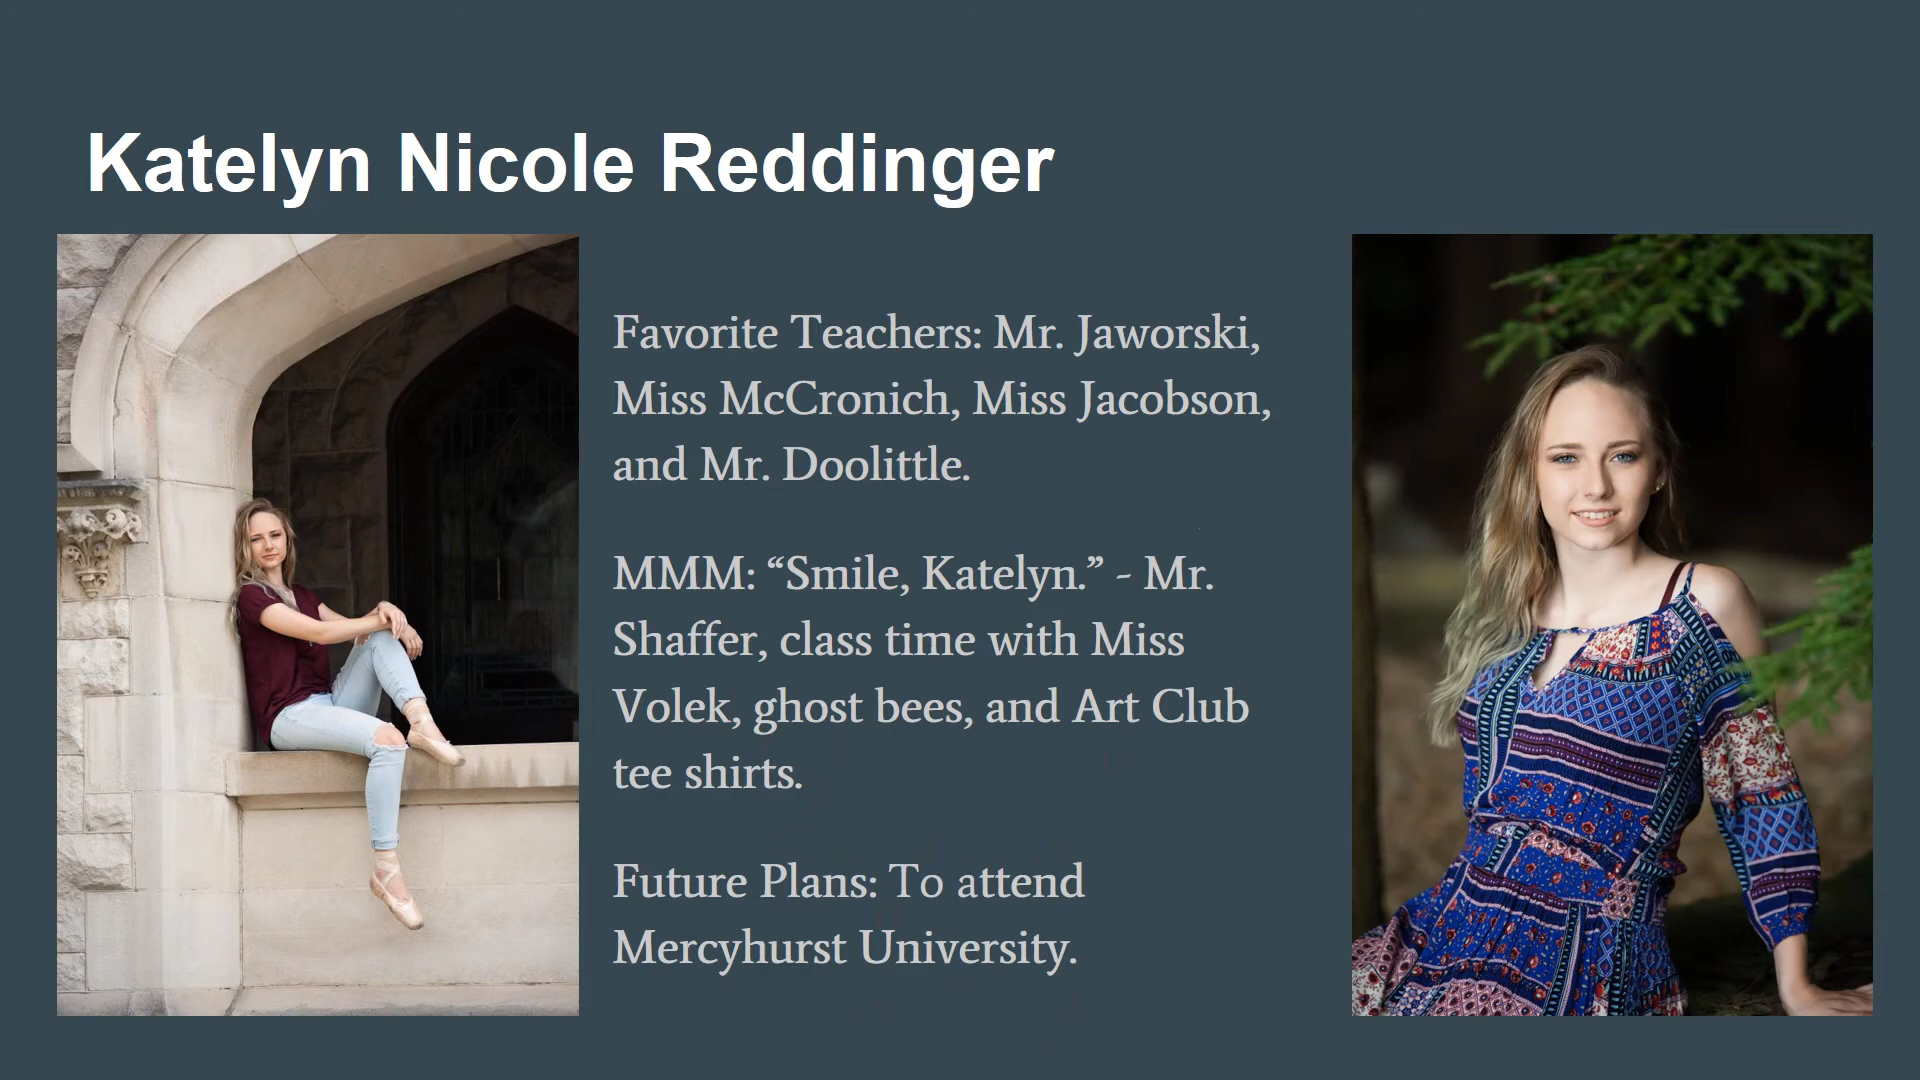 Katelyn Nicole Reddinger
Favorite Teachers: Mr. Jaworski,
Miss McCronich, Miss Jacobson,
and Mr. Doolittle.
MMM: “Smile, Katelyn.” - Mr.
Shaffer, class time with Miss
Volek, ghost bees, and Art Club
tee shirts.
Future Plans: To attend
Mercyhurst University.